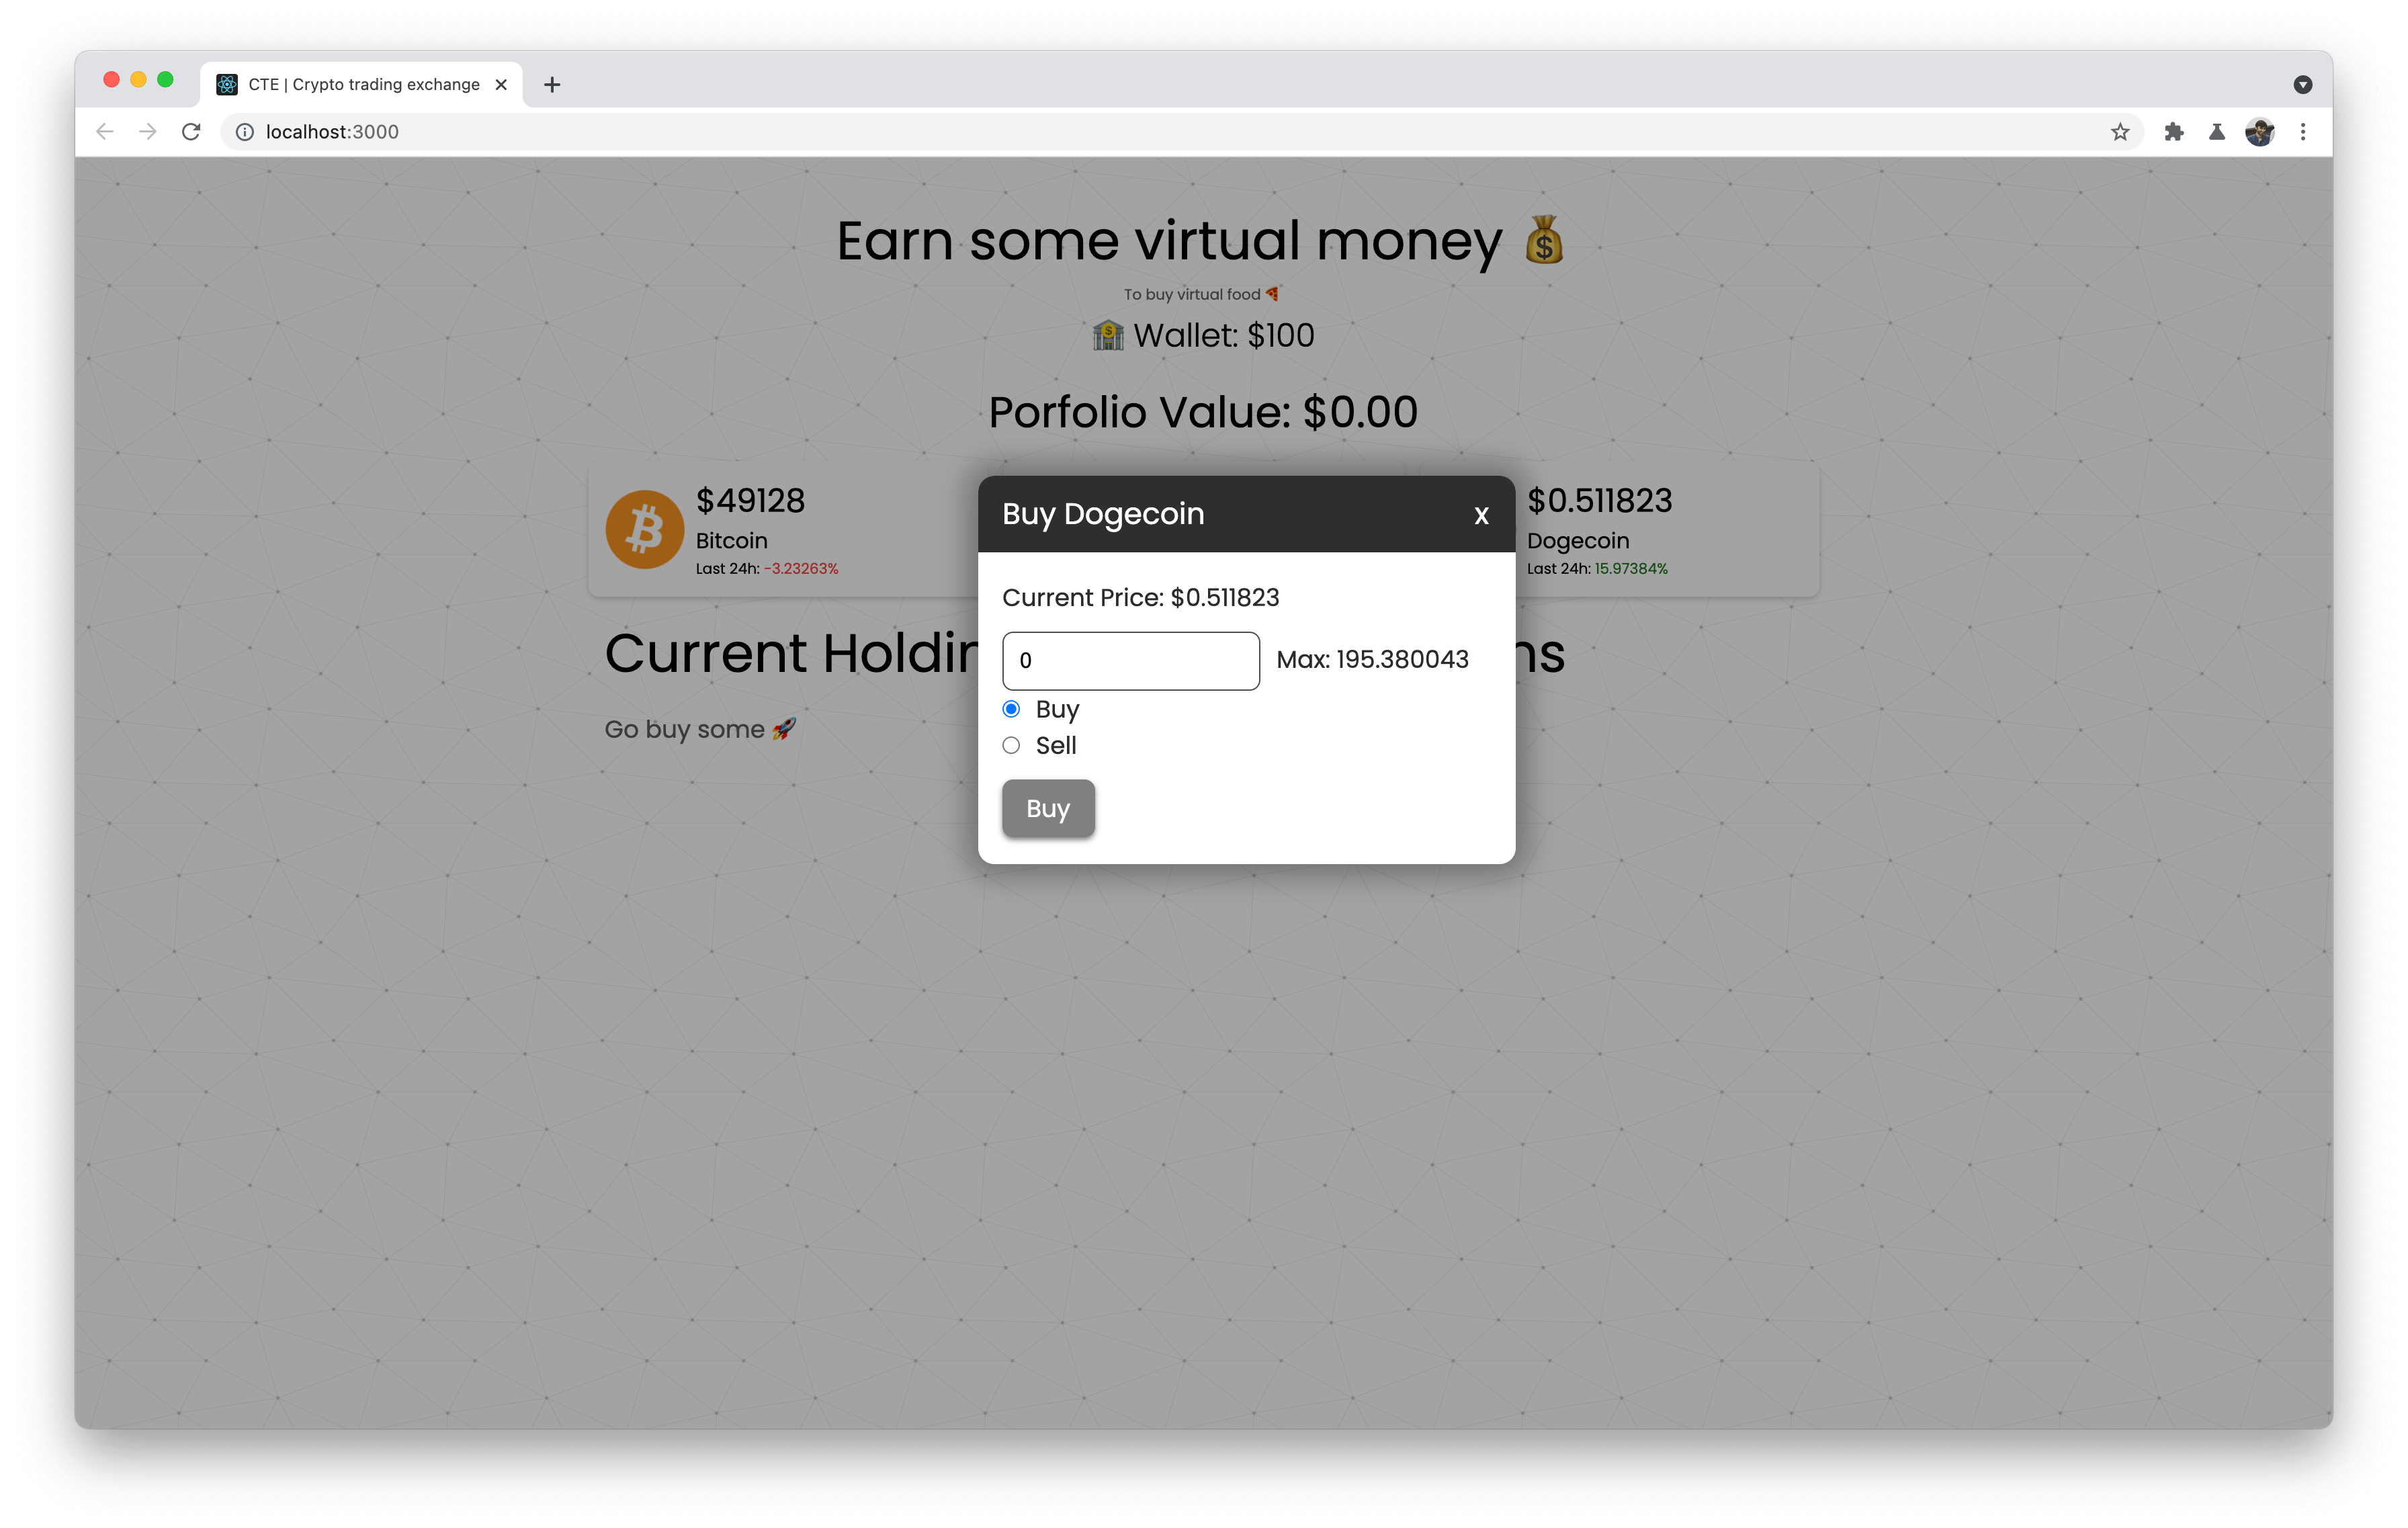 CTE | Crypto trading exchange
localhost:3000
Earn some virtual money 💰
To buy virtual food 🍕
🏦 Wallet: $100
Porfolio Value: $0.00
$49128
Bitcoin
Last 24h: -3.23263%
$0.511823
Dogecoin
Last 24h: 15.97384%
Current Holdin
ns
Go buy some 🚀
Buy Dogecoin x
Current Price: $0.511823
0 Max: 195.380043
Buy
Sell
Buy